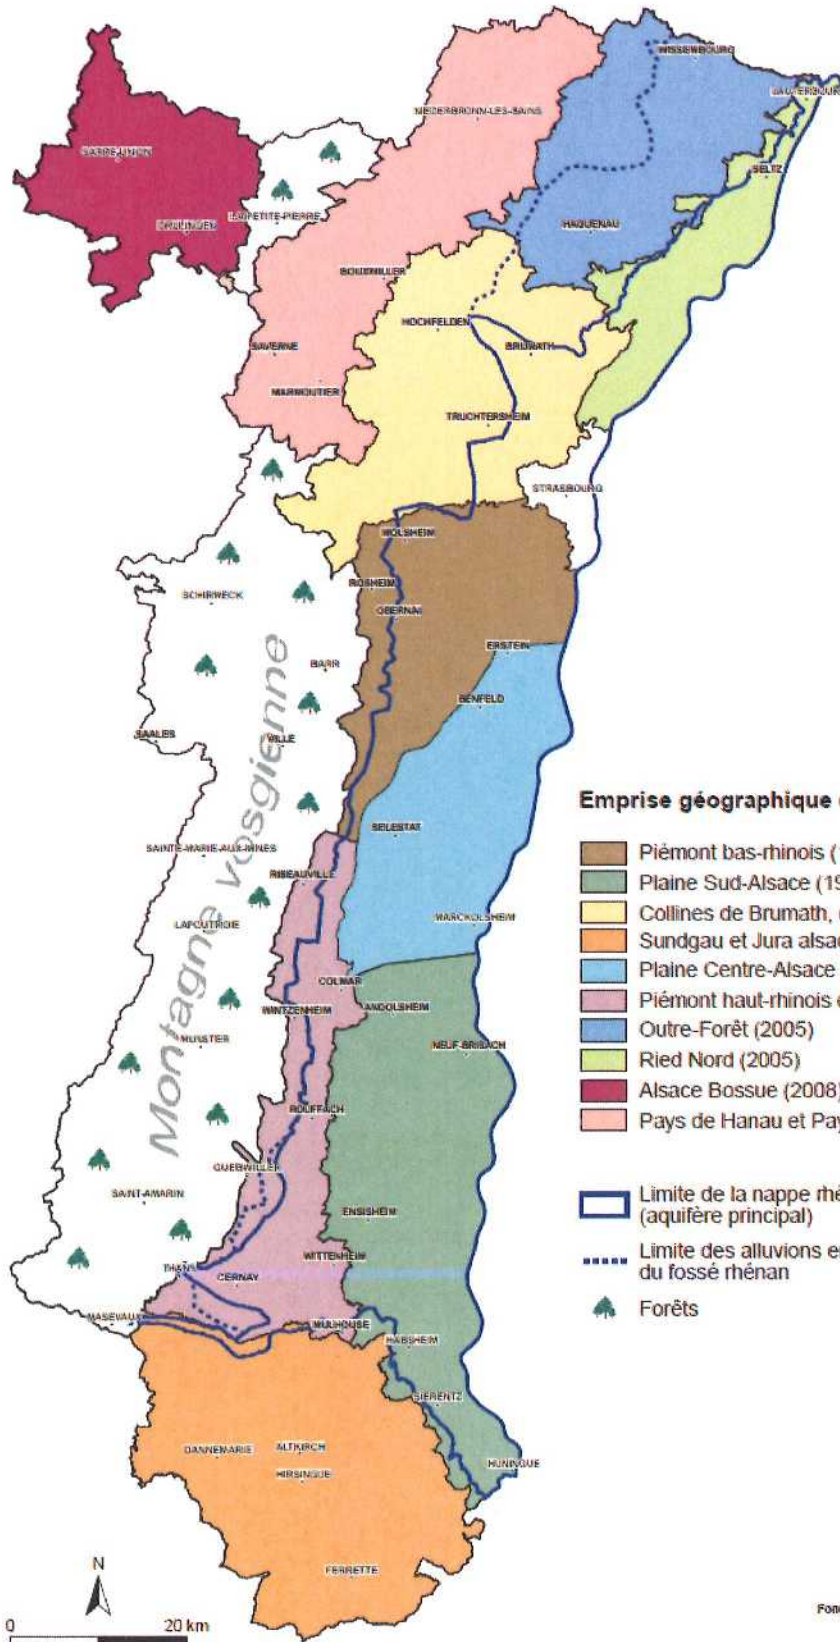 WISSEMBOURG
LAUTERBOURG
NIEDERBRONN-LES-BAINS
SARRE-UNION
SELTZ
LA PETITE-PIERRE
DRULINGEN
HAGUENAU
BOUXWILLER
HOCHFELDEN
SAVERNE
BRUMATH
MARMOUTIER
TRUCHTERSHEIM
STRASBOURG
MOLSHEIM
ROSHEIM
SCHIRMECK
OBERNAI
ERSTEIN
BARR
BENFELD
SAALES
VILLE
Montagne vosgienne
Emprise géographique
SELESTAT
SAINTE-MARIE-AUX-MINES
Piémont bas-rhinois (
RIBEAUVILLE
Plaine Sud-Alsace (19
LAPOUTROIE
MARCKOLSHEIM
Collines de Brumath,
Sundgau et Jura alsac
Plaine Centre-Alsace
COLMAR
WINTZENHEIM
ANDOLSHEIM
Piémont haut-rhinois e
Outre-Forêt (2005)
MUNSTER
NEUF-BRISACH
Ried Nord (2005)
Alsace Bossue (2008)
ROUFFACH
Pays de Hanau et Pay
GUEBWILLER
SAINT-AMARIN
Limite de la nappe rhé
(aquifère principal)
ENSISHEIM
WITTENHEIM
Limite des alluvions e
du fossé rhénan
THANN
CERNAY
Forêts
MASEVAUX
MULHOUSE
HABSHEIM
SIERENTZ
DANNEMARIE
ALTKIRCH
HIRSINGUE
HUNINGUE
FERRETTE
N
0 20 km
Fon